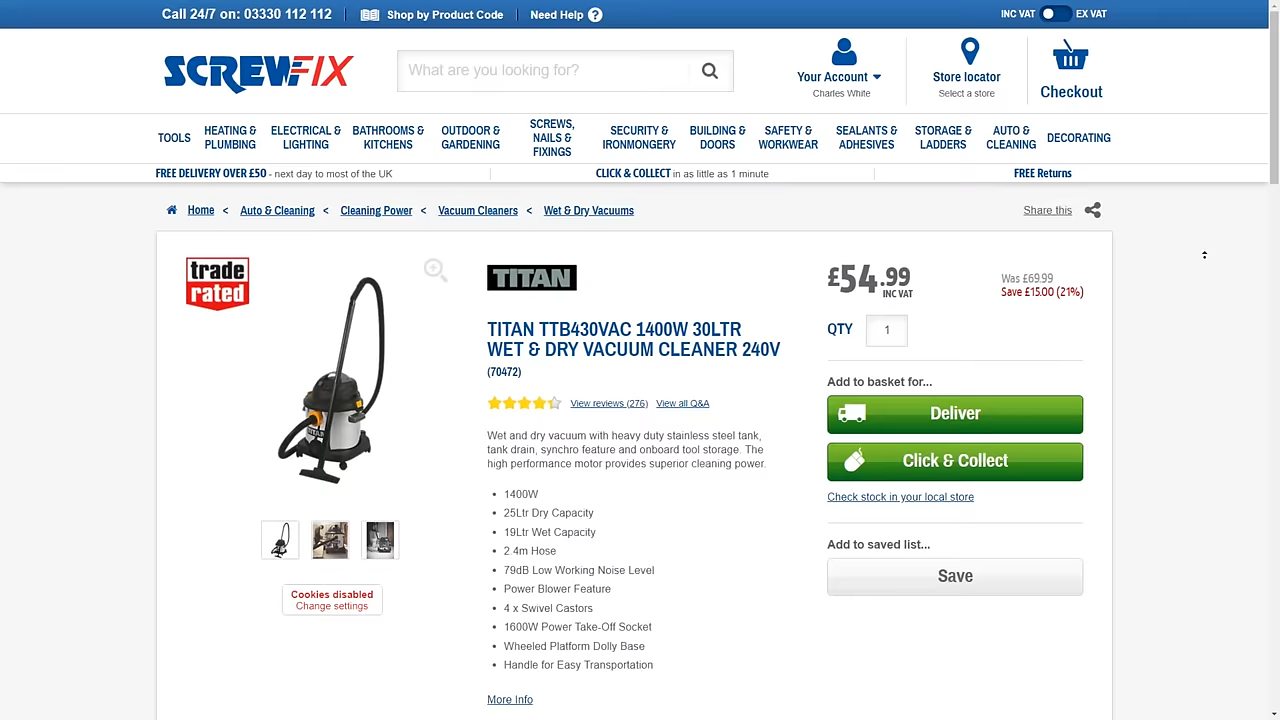 Call 24/7 on: 03330 112 112
Shop by Product Code
Need Help ?
INC VAT
EX VAT
SCREWFIX
What are you looking for?
Your Account
Charles White
Store locator
Select a store
Checkout
TOOLS
HEATING &
PLUMBING
ELECTRICAL &
LIGHTING
BATHROOMS &
KITCHENS
OUTDOOR &
GARDENING
SCREWS,
NAILS &
FIXINGS
SECURITY &
IRONMONGERY
BUILDING &
DOORS
SAFETY &
WORKWEAR
SEALANTS &
ADHESIVES
STORAGE &
LADDERS
AUTO &
CLEANING
DECORATING
FREE DELIVERY OVER £50 - next day to most of the UK
CLICK & COLLECT in as little as 1 minute
FREE Returns
Home < Auto & Cleaning < Cleaning Power < Vacuum Cleaners < Wet & Dry Vacuums
Share this
trade
rated
TITAN
Cookies disabled
Change settings
TITAN
TITAN TTB430VAC 1400W 30LTR
WET & DRY VACUUM CLEANER 240V
(70472)
View reviews (276) View all Q&A
Wet and dry vacuum with heavy duty stainless steel tank,
tank drain, synchro feature and onboard tool storage. The
high performance motor provides superior cleaning power.
• 1400W
• 25Ltr Dry Capacity
• 19Ltr Wet Capacity
• 2.4m Hose
• 79dB Low Working Noise Level
• Power Blower Feature
• 4 x Swivel Castors
• 1600W Power Take-Off Socket
• Wheeled Platform Dolly Base
• Handle for Easy Transportation
More Info
£54.99
INC VAT
Was £69.99
Save £15.00 (21%)
QTY 1
Add to basket for...
Deliver
Click & Collect
Check stock in your local store
Add to saved list...
Save